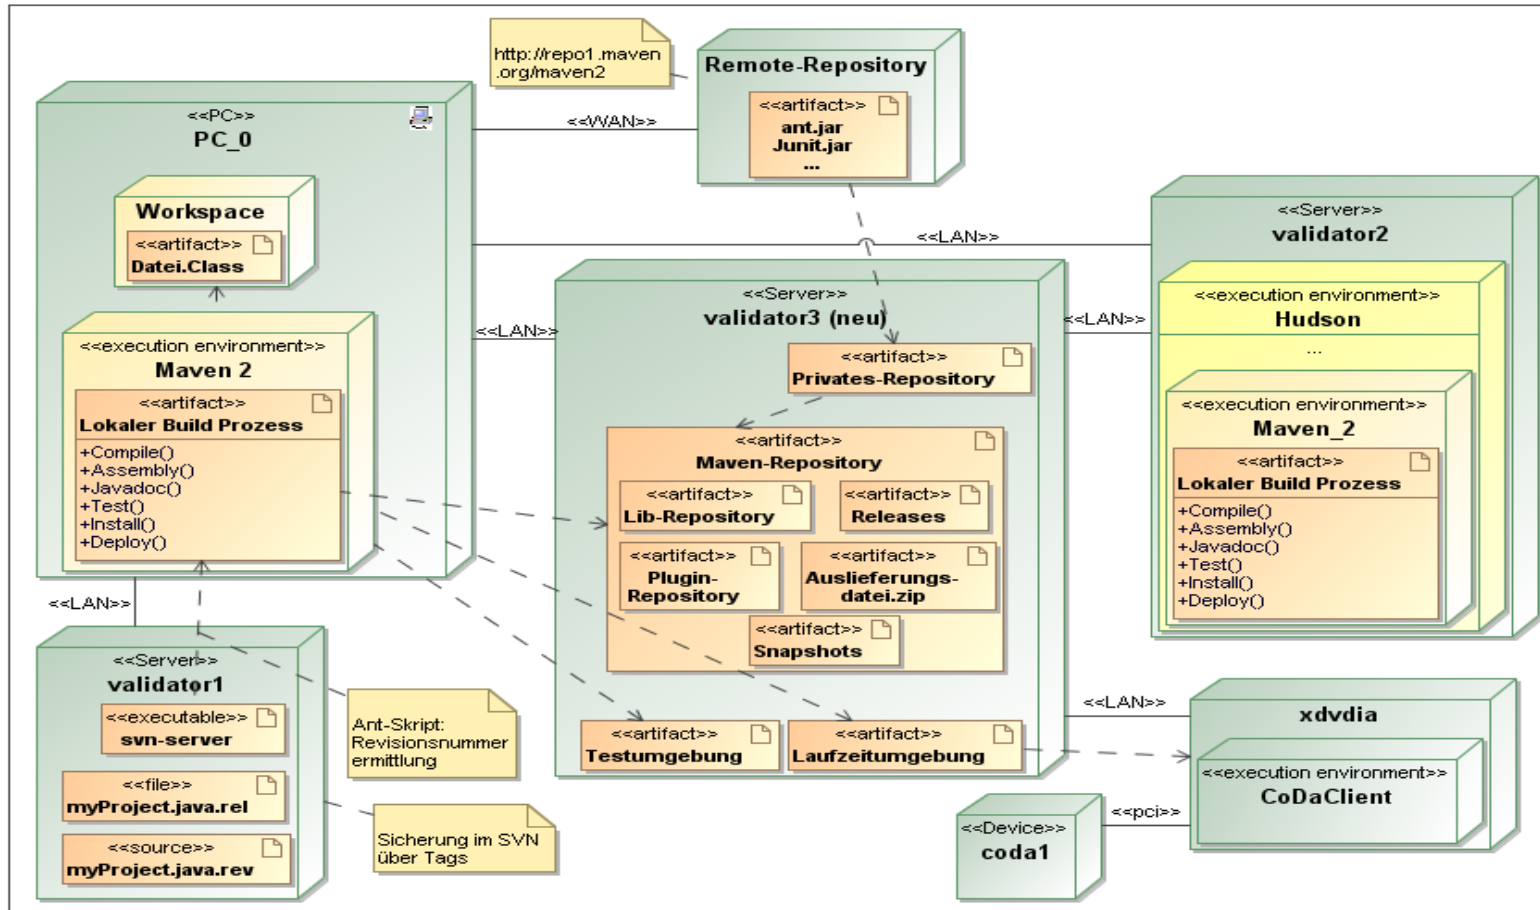 http://repo1.maven
.org/maven2
Remote-Repository
<<artifact>>
ant.jar
Junit.jar
...
<<PC>>
PC_0
<<WAN>>
Workspace
<<artifact>>
Datei.Class
<<execution environment>>
Maven 2
<<artifact>>
Lokaler Build Prozess
+Compile()
+Assembly()
+Javadoc()
+Test()
+Install()
+Deploy()
<<LAN>>
<<LAN>>
<<LAN>>
<<LAN>>
<<Server>>
validator3 (neu)
<<artifact>>
Privates-Repository
<<artifact>>
Maven-Repository
<<artifact>>
Lib-Repository
<<artifact>>
Releases
<<artifact>>
Plugin-
Repository
<<artifact>>
Auslieferungs-
datei.zip
<<artifact>>
Snapshots
<<artifact>>
Testumgebung
<<artifact>>
Laufzeitumgebung
<<Server>>
validator2
<<execution environment>>
Hudson
...
<<execution environment>>
Maven_2
<<artifact>>
Lokaler Build Prozess
+Compile()
+Assembly()
+Javadoc()
+Test()
+Install()
+Deploy()
<<Server>>
validator1
<<executable>>
svn-server
<<file>>
myProject.java.rel
<<source>>
myProject.java.rev
Ant-Skript:
Revisionsnummer
ermittlung
Sicherung im SVN
über Tags
<<LAN>>
xdvdia
<<execution environment>>
CoDaClient
<<pci>>
<<Device>>
coda1